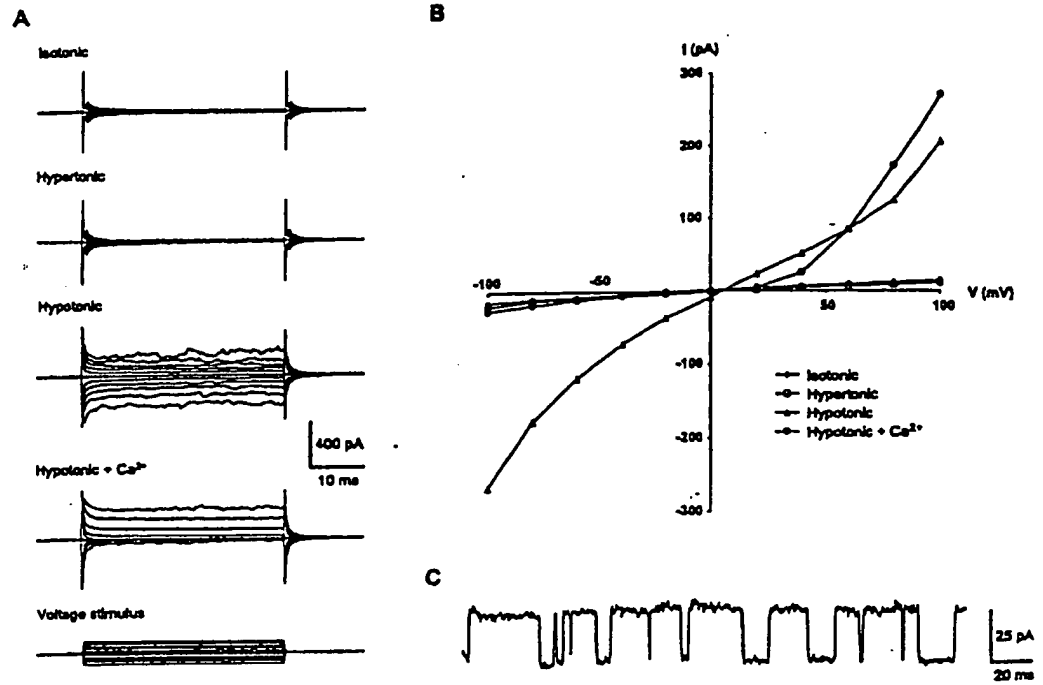 A
Isotonic
Hypertonic
Hypotonic
400 pA
10 ms
Hypotonic + Ca2+
Voltage stimulus
B
I (pA)
300
200
100
-100
-50
50
100
V (mV)
-100
-200
-300
Isotonic
Hypertonic
Hypotonic
Hypotonic + Ca2+
C
25 pA
20 ms